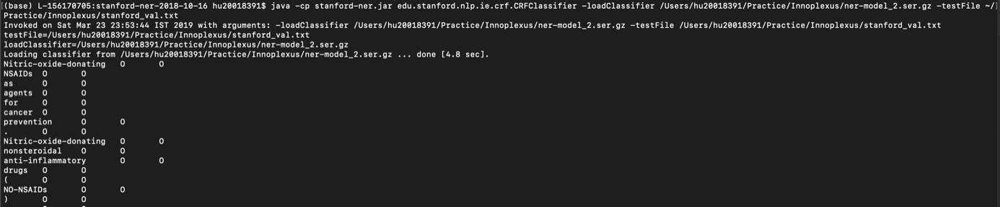 [(base) L-156170705:stanford-ner-2018-10-16 hu20018391$ java -cp stanford-ner.jar edu.stanford.nlp.ie.crf.CRFClassifier -loadClassifier /Users/hu20018391/Practice/Innoplexus/ner-model_2.ser.gz -testFile ~/]
Practice/Innoplexus/stanford_val.txt
Invoked on Sat Mar 23 23:53:44 IST 2019 with arguments: -loadClassifier /Users/hu20018391/Practice/Innoplexus/ner-model_2.ser.gz -testFile /Users/hu20018391/Practice/Innoplexus/stanford_val.txt
testFile=/Users/hu20018391/Practice/Innoplexus/stanford_val.txt
loadClassifier=/Users/hu20018391/Practice/Innoplexus/ner-model_2.ser.gz
Loading classifier from /Users/hu20018391/Practice/Innoplexus/ner-model_2.ser.gz ... done [4.8 sec].
Nitric-oxide-donating O O
NSAIDs O O
as O O
agents O O
for O O
cancer O O
prevention O O
. O O
Nitric-oxide-donating O O
nonsteroidal O O
anti-inflammatory O O
drugs O O
( O O
NO-NSAIDs O O
) O O